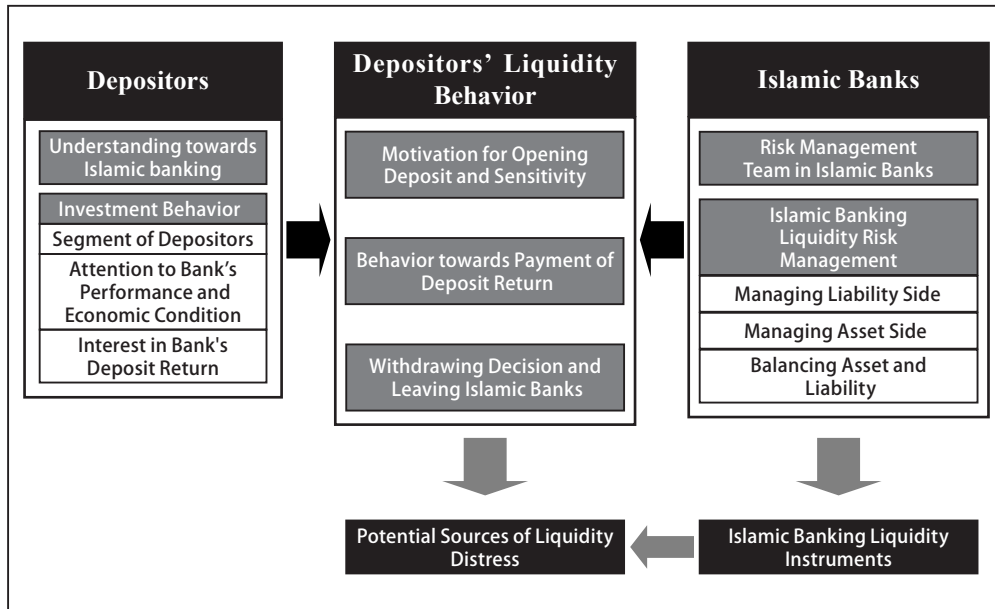 Depositors
Understanding towards
Islamic banking
Investment Behavior
Segment of Depositors
Attention to Bank’s
Performance and
Economic Condition
Interest in Bank's
Deposit Return
Depositors’ Liquidity
Behavior
Motivation for Opening
Deposit and Sensitivity
Behavior towards Payment of
Deposit Return
Withdrawing Decision and
Leaving Islamic Banks
Islamic Banks
Risk Management
Team in Islamic Banks
Islamic Banking
Liquidity Risk
Management
Managing Liability Side
Managing Asset Side
Balancing Asset and
Liability
Potential Sources of Liquidity
Distress
Islamic Banking Liquidity
Instruments